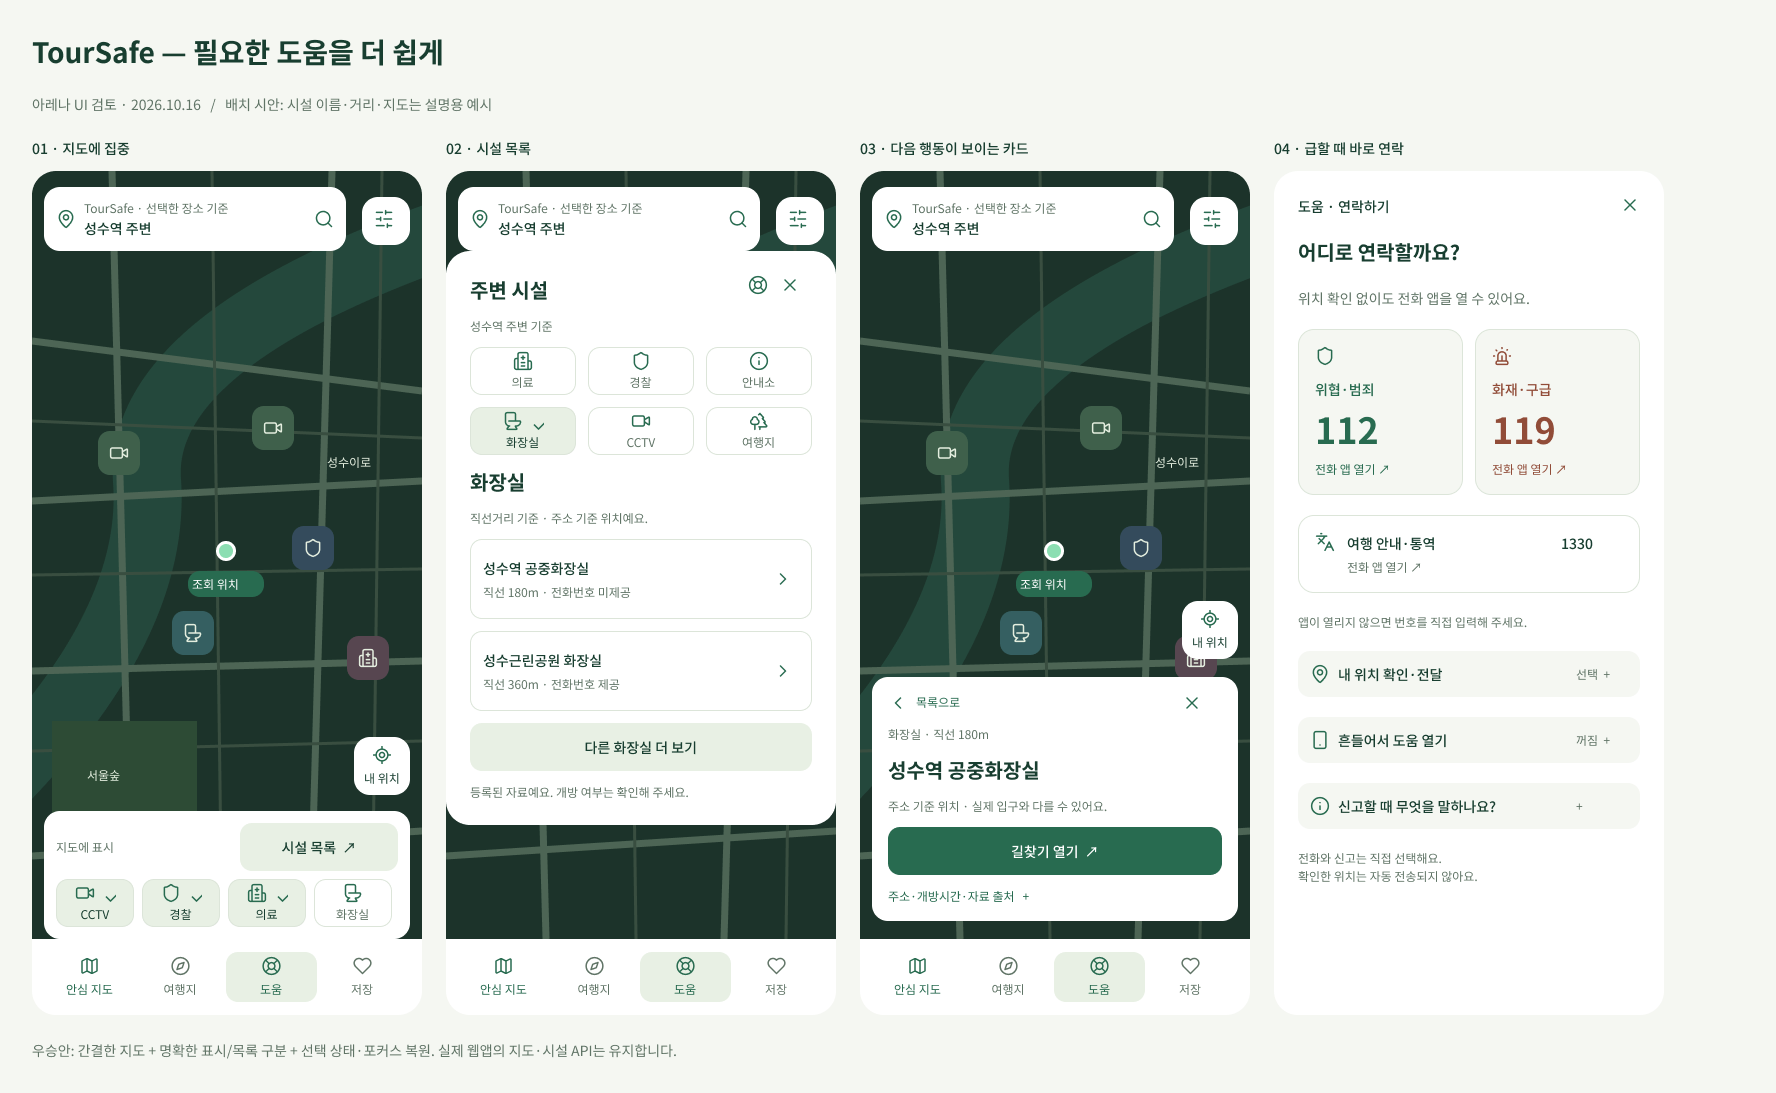 TourSafe — 필요한 도움을 더 쉽게
아레나 UI 검토 · 2026.10.16 / 배치 시안: 시설 이름·거리·지도는 설명용 예시
01 · 지도에 집중
TourSafe · 선택한 장소 기준
성수역 주변
성수이로
조회 위치
서울숲
내 위치
지도에 표시
시설 목록 ↗
CCTV
경찰
의료
화장실
안심 지도
여행지
도움
저장
02 · 시설 목록
TourSafe · 선택한 장소 기준
성수역 주변
주변 시설
성수역 주변 기준
의료
경찰
안내소
화장실
CCTV
여행지
화장실
직선거리 기준 · 주소 기준 위치예요.
성수역 공중화장실
직선 180m · 전화번호 미제공
성수근린공원 화장실
직선 360m · 전화번호 제공
다른 화장실 더 보기
등록된 자료예요. 개방 여부는 확인해 주세요.
안심 지도
여행지
도움
저장
03 · 다음 행동이 보이는 카드
TourSafe · 선택한 장소 기준
성수역 주변
성수이로
조회 위치
내 위치
목록으로
화장실 · 직선 180m
성수역 공중화장실
주소 기준 위치 · 실제 입구와 다를 수 있어요.
길찾기 열기 ↗
주소·개방시간·자료 출처 +
안심 지도
여행지
도움
저장
04 · 급할 때 바로 연락
도움 · 연락하기
어디로 연락할까요?
위치 확인 없이도 전화 앱을 열 수 있어요.
위협·범죄
112
전화 앱 열기 ↗
화재·구급
119
전화 앱 열기 ↗
여행 안내·통역 1330
전화 앱 열기 ↗
앱이 열리지 않으면 번호를 직접 입력해 주세요.
내 위치 확인·전달 선택 +
흔들어서 도움 열기 꺼짐 +
신고할 때 무엇을 말하나요? +
전화와 신고는 직접 선택해요.
확인한 위치는 자동 전송되지 않아요.
우승안: 간결한 지도 + 명확한 표시/목록 구분 + 선택 상태·포커스 복원. 실제 웹앱의 지도·시설 API는 유지합니다.